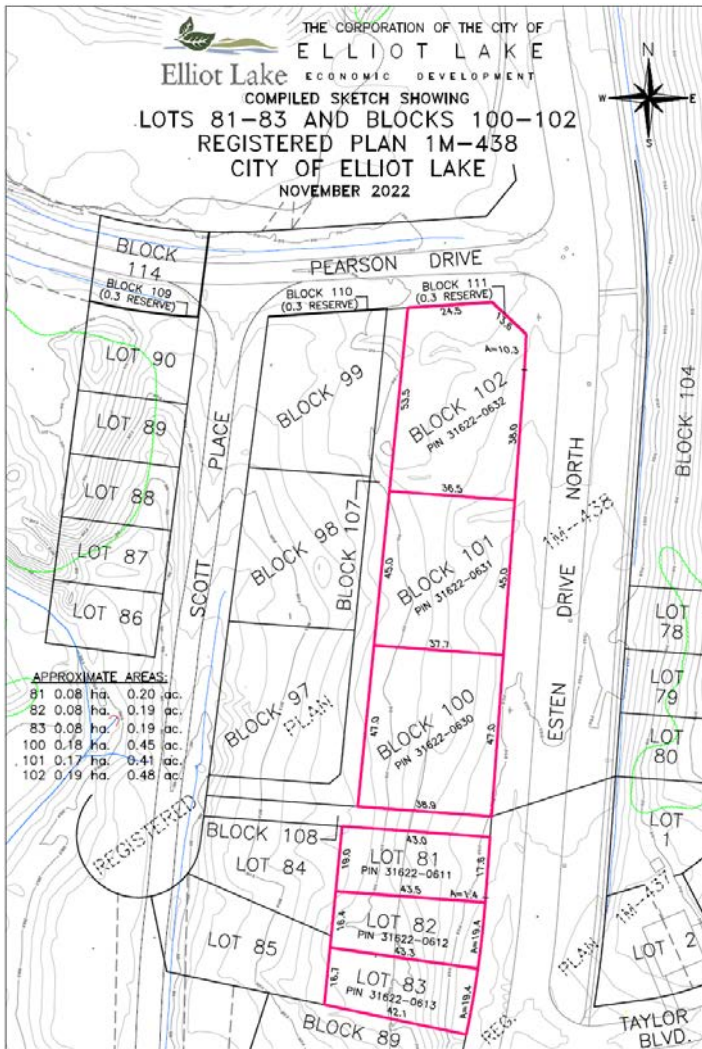 THE CORPORATION OF THE CITY OF
ELLIOT LAKE
ECONOMIC DEVELOPMENT
Elliot Lake
COMPILED SKETCH SHOWING
LOTS 81-83 AND BLOCKS 100-102
REGISTERED PLAN 1M-438
CITY OF ELLIOT LAKE
NOVEMBER 2022
N
W
E
S
BLOCK
114
PEARSON DRIVE
BLOCK 109
(0.3 RESERVE)
BLOCK 110
(0.3 RESERVE)
BLOCK 111
(0.3 RESERVE)
24.5
13.6
A=10.3
LOT 90
LOT 89
LOT 88
LOT 87
LOT 86
SCOTT PLACE
BLOCK 99
BLOCK 98
BLOCK 97
BLOCK 107
BLOCK 102
PIN 31622-0632
53.5
38.0
36.5
BLOCK 101
PIN 31622-0631
45.0
45.0
37.7
BLOCK 100
PIN 31622-0630
47.0
47.0
38.9
ESTEN DRIVE NORTH
1M-438
BLOCK 104
LOT
78
LOT
79
LOT
80
LOT
1
LOT 2
PLAN 1M-437
TAYLOR
BLVD.
APPROXIMATE AREAS:
81 0.08 ha. 0.20 ac.
82 0.08 ha. 0.19 ac.
83 0.08 ha. 0.19 ac.
100 0.18 ha. 0.45 ac.
101 0.17 ha. 0.41 ac.
102 0.19 ha. 0.48 ac.
REGISTERED
PLAN
BLOCK 108
LOT 84
LOT 85
43.0
19.0
LOT 81
PIN 31622-0611
17.8
A=1.4
43.5
16.4
LOT 82
PIN 31622-0612
A=19.4
43.3
16.7
LOT 83
PIN 31622-0613
A=19.4
42.1
BLOCK 89
REG.